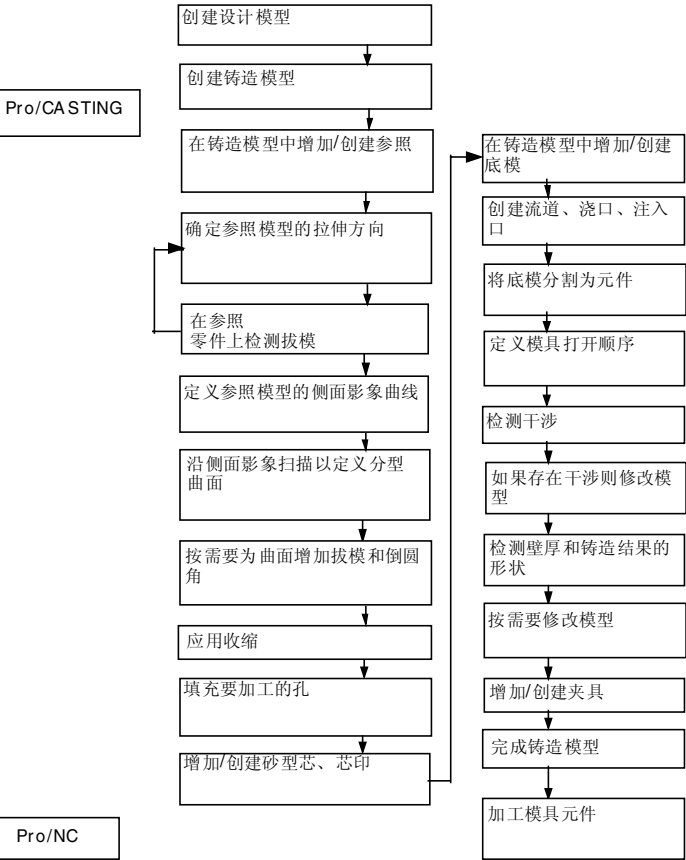 创建设计模型
创建铸造模型
Pro/CASTING
在铸造模型中增加/创建参照
确定参照模型的拉伸方向
在参照
零件上检测拔模
定义参照模型的侧面影象曲线
沿侧面影象扫描以定义分型
曲面
按需要为曲面增加拔模和倒圆
角
应用收缩
填充要加工的孔
增加/创建砂型芯、芯印
在铸造模型中增加/创建
底模
创建流道、浇口、注入
口
将底模分割为元件
定义模具打开顺序
检测干涉
如果存在干涉则修改模
型
检测壁厚和铸造结果的
形状
按需要修改模型
增加/创建夹具
完成铸造模型
加工模具元件
Pro/NC